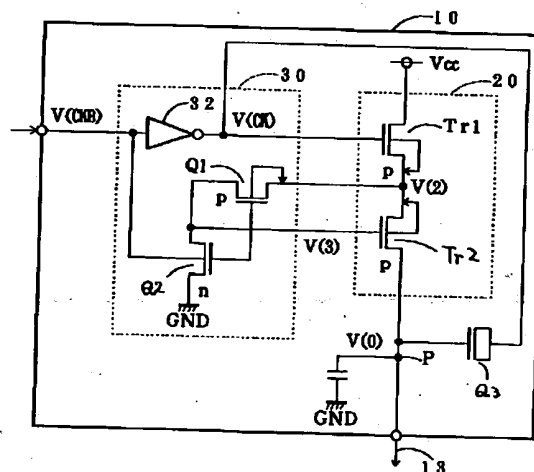 10
Vcc
30
20
32
V(CKB)
V(CK)
Tr1
Q1
P
V(2)
P
V(3)
Tr2
Q2
P
n
GND
V(0)
P
Q3
GND
13